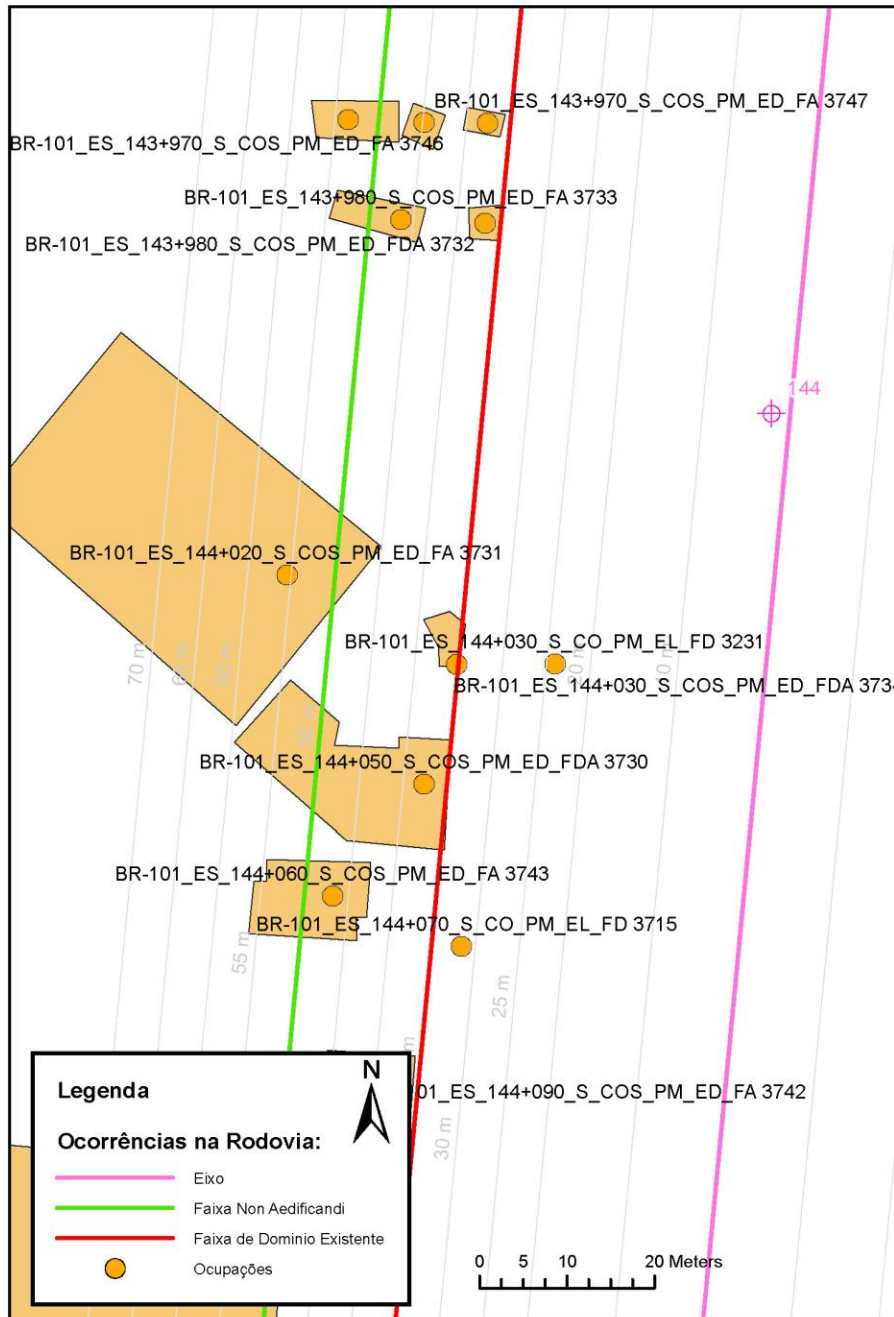 BR-101_ES_143+970_S_COS_PM_ED_FA 3747
BR-101_ES_143+970_S_COS_PM_ED_FA 3746
BR-101_ES_143+980_S_COS_PM_ED_FA 3733
BR-101_ES_143+980_S_COS_PM_ED_FDA 3732
144
BR-101_ES_144+020_S_COS_PM_ED_FA 3731
BR-101_ES_144+030_S_CO_PM_EL_FD 3231
70 m
BR-101_ES_144+030_S_COS_PM_ED_FDA
BR-101_ES_144+050_S_COS_PM_ED_FDA 3730
BR-101_ES_144+060_S_COS_PM_ED_FA 3743
BR-101_ES_144+070_S_CO_PM_EL_FD 3715
55 m
25 m
30 m
01_ES_144+090_S_COS_PM_ED_FA 3742
Legenda
N
Ocorrências na Rodovia:
Eixo
Faixa Non Aedificandi
Faixa de Dominio Existente
Ocupações
0 5 10 20 Meters